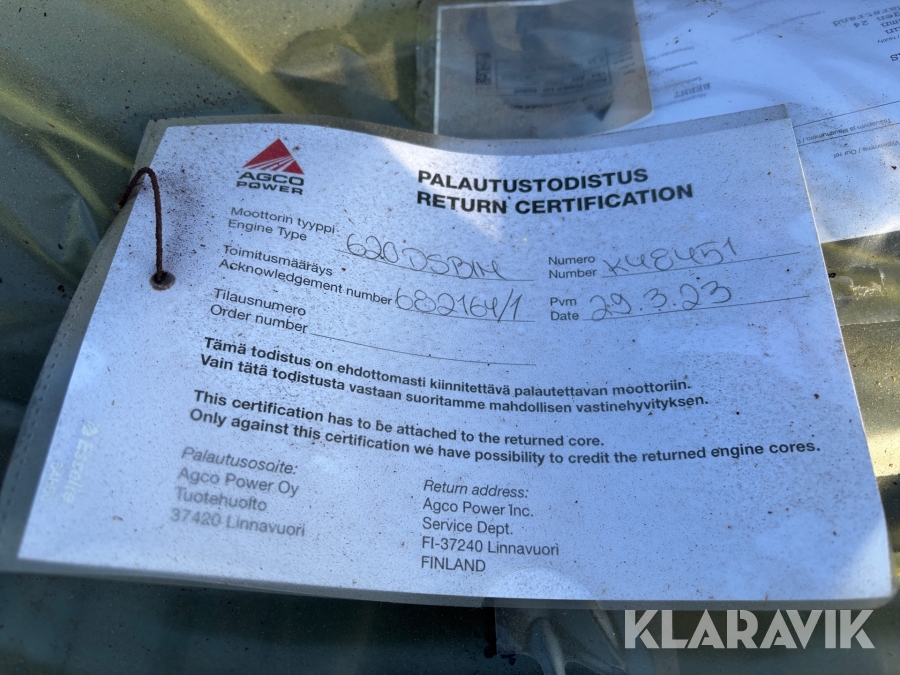 AGCO
POWER
PALAUTUSTODISTUS
RETURN CERTIFICATION
Moottorin tyyppi
Engine Type 620 DSBIM
Numero
Number K48451
Toimitusmääräys
Acknowledgement number 682164/1
Pvm
Date 29.3.23
Tilausnumero
Order number
Tämä todistus on ehdottomasti kiinnitettävä palautettavan moottoriin.
Vain tätä todistusta vastaan suoritamme mahdollisen vastinehyvityksen.
This certification has to be attached to the returned core.
Only against this certification we have possibility to credit the returned engine cores.
Palautusosoite:
Agco Power Oy
Tuotehuolto
37420 Linnavuori
Return address:
Agco Power Inc.
Service Dept.
FI-37240 Linnavuori
FINLAND
Esselte
KLARAVIK